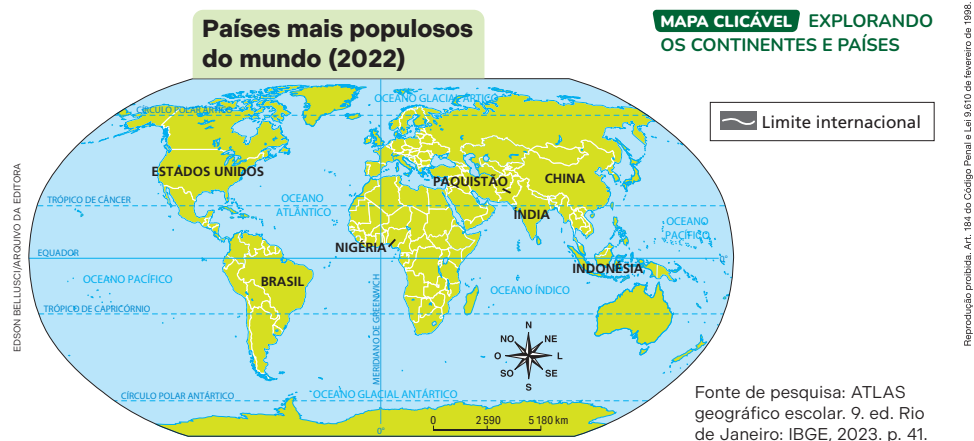 Países mais populosos
do mundo (2022)
MAPA CLICÁVEL EXPLORANDO
OS CONTINENTES E PAÍSES
Limite internacional
OCEANO GLACIAL ÁRTICO
CÍRCULO POLAR ÁRTICO
ESTADOS UNIDOS
PAQUISTÃO
CHINA
TRÓPICO DE CÂNCER
OCEANO
ATLÂNTICO
ÍNDIA
OCEANO
PACÍFICO
NIGÉRIA
EQUADOR
INDONÉSIA
OCEANO PACÍFICO
BRASIL
OCEANO ÍNDICO
TRÓPICO DE CAPRICÓRNIO
MERIDIANO DE GREENWICH
N
NO
NE
O
L
SO
SE
S
CÍRCULO POLAR ANTÁRTICO
OCEANO GLACIAL ANTÁRTICO
0 2 590 5 180 km
0°
EDSON BELLUSCI/ARQUIVO DA EDITORA
Fonte de pesquisa: ATLAS
geográfico escolar. 9. ed. Rio
de Janeiro: IBGE, 2023. p. 41.
Reprodução proibida. Art. 184 do Código Penal e Lei 9.610 de fevereiro de 1998.